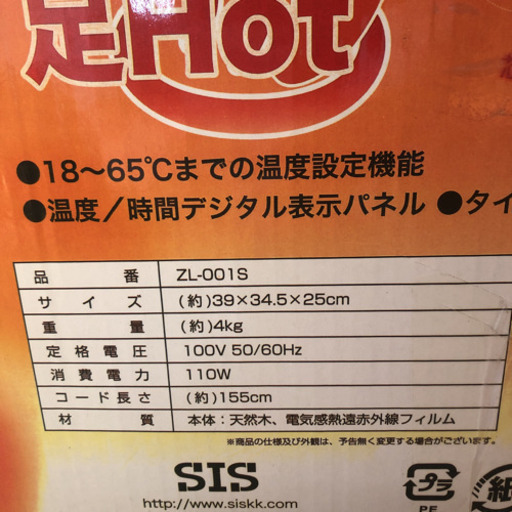 足Hot
●18〜65℃までの温度設定機能
●温度／時間デジタル表示パネル ●タイ
品番 ZL-001S
サイズ (約)39×34.5×25cm
重量 (約)4kg
定格電圧 100V 50/60Hz
消費電力 110W
コード長さ (約)155cm
材質 本体：天然木、電気感熱遠赤外線フィルム
※商品の仕様及び外観は、予告無く変更する場合がございます。
SIS
http://www.siskk.com
プラ
PE
紙